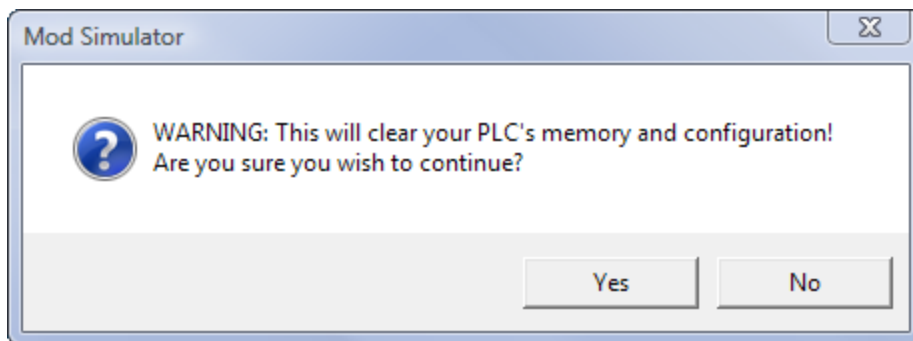 Mod Simulator
WARNING: This will clear your PLC's memory and configuration!
Are you sure you wish to continue?
Yes
No